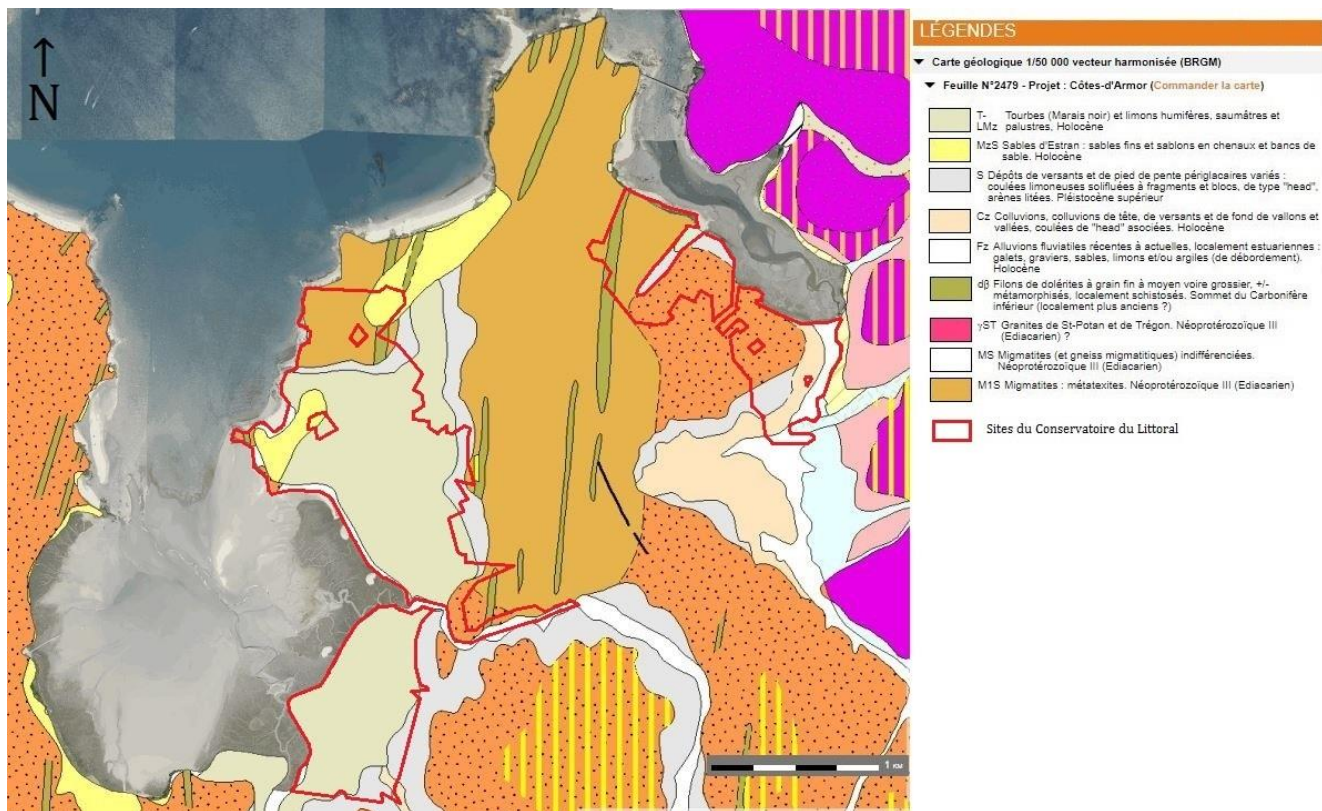 N
LÉGENDES
Carte géologique 1/50 000 vecteur harmonisée (BRGM)
Feuille N°2479 - Projet : Côtes-d'Armor (Commander la carte)
T-LMz Tourbes (Marais noir) et limons humifères, saumâtres et
palustres, Holocène
MzS Sables d'Estran : sables fins et sablons en chenaux et bancs de
sable. Holocène
S Dépôts de versants et de pied de pente périglacaires variés :
coulées limoneuses solifluées à fragments et blocs, de type "head",
arènes litées. Pléistocène supérieur
Cz Colluvions, colluvions de tête, de versants et de fond de vallons et
vallées, coulées de "head" asociées. Holocène
Fz Alluvions fluviatiles récentes à actuelles, localement estuariennes :
galets, graviers, sables, limons et/ou argiles (de débordement).
Holocène
dβ Filons de dolérites à grain fin à moyen voire grossier, +/-
métamorphisés, localement schistosés. Sommet du Carbonifère
inférieur (localement plus anciens ?)
γST Granites de St-Potan et de Trégon. Néoprotérozoïque III
(Ediacarien) ?
MS Migmatites (et gneiss migmatitiques) indifférenciées.
Néoprotérozoïque III (Ediacarien)
M1S Migmatites : métatexites. Néoprotérozoïque III (Ediacarien)
Sites du Conservatoire du Littoral
1 KM